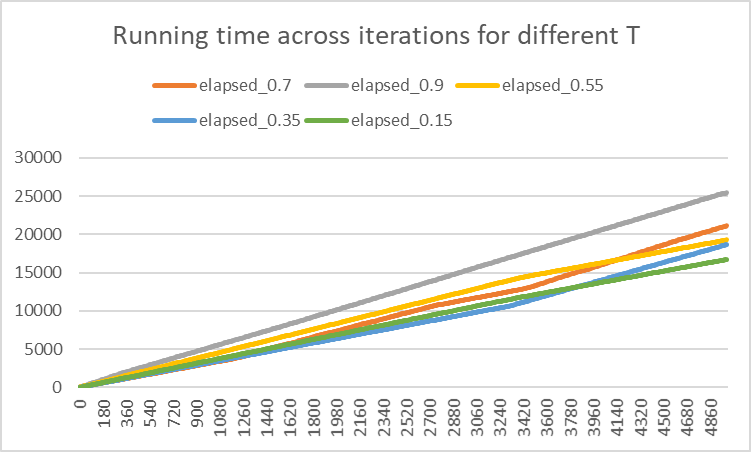 Running time across iterations for different T
elapsed_0.7 elapsed_0.9 elapsed_0.55
elapsed_0.35 elapsed_0.15
30000
25000
20000
15000
10000
5000
0
0 180 360 540 720 900 1080 1260 1440 1620 1800 1980 2160 2340 2520 2700 2880 3060 3240 3420 3600 3780 3960 4140 4320 4500 4680 4860